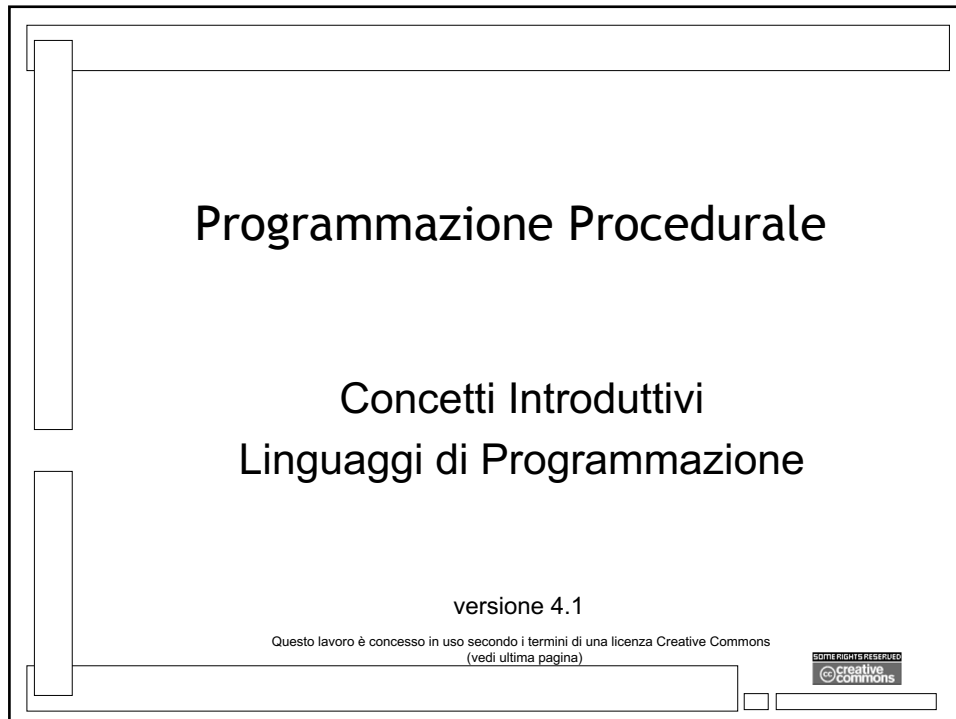 Programmazione Procedurale
Concetti Introduttivi
Linguaggi di Programmazione
versione 4.1
Questo lavoro è concesso in uso secondo i termini di una licenza Creative Commons
(vedi ultima pagina)
SOME RIGHTS RESERVED
cc creative
commons